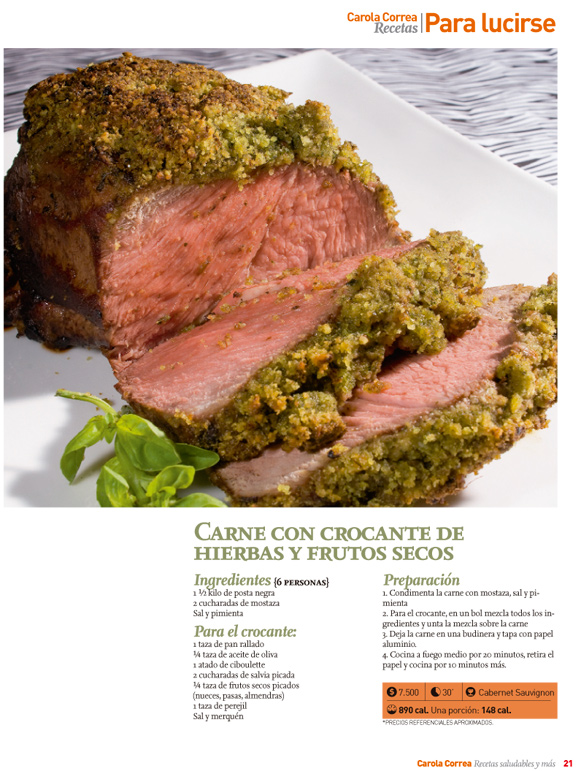 Carola Correa
Recetas
Para lucirse
CARNE CON CROCANTE DE
HIERBAS Y FRUTOS SECOS
Ingredientes {6 PERSONAS}
1 ½ kilo de posta negra
2 cucharadas de mostaza
Sal y pimienta
Para el crocante:
1 taza de pan rallado
¼ taza de aceite de oliva
1 atado de ciboulette
2 cucharadas de salvia picada
¼ taza de frutos secos picados
(nueces, pasas, almendras)
1 taza de perejil
Sal y merquén
Preparación
1. Condimenta la carne con mostaza, sal y pi-
mienta
2. Para el crocante, en un bol mezcla todos los in-
gredientes y unta la mezcla sobre la carne
3. Deja la carne en una budinera y tapa con papel
aluminio.
4. Cocina a fuego medio por 20 minutos, retira el
papel y cocina por 10 minutos más.
$ 7.500 30' Cabernet Sauvignon
890 cal. Una porción: 148 cal.
*PRECIOS REFERENCIALES APROXIMADOS.
Carola Correa Recetas saludables y más 21